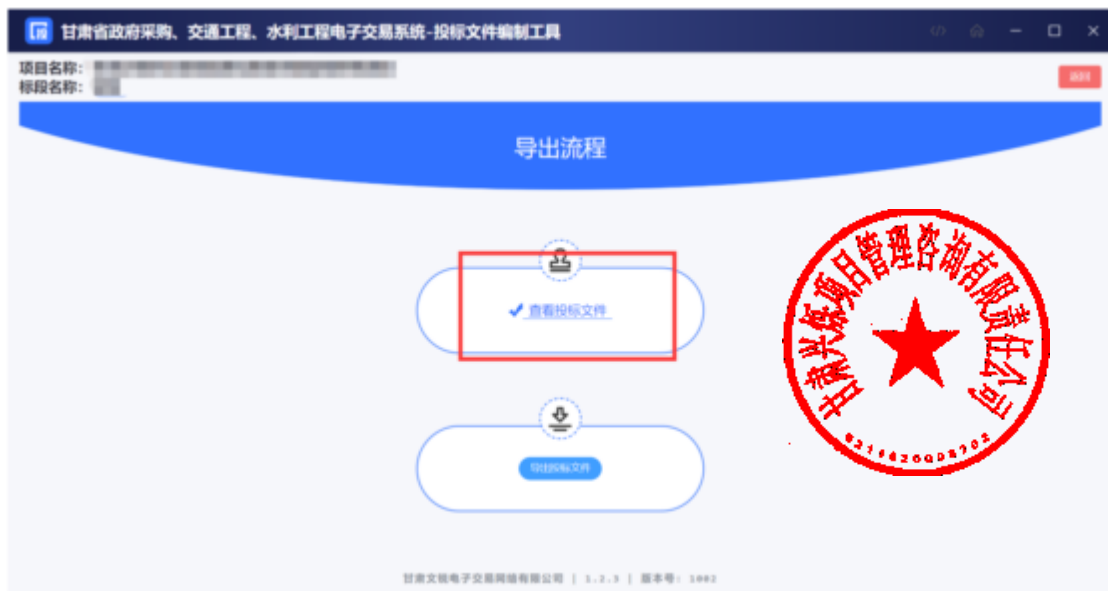 甘肃省政府采购、交通工程、水利工程电子交易系统-投标文件编制工具
项目名称：
标段名称：
返回
导出流程
查看投标文件
导出投标文件
甘肃兴烁项目管理咨询有限责任公司
甘肃文锐电子交易网络有限公司 | 1.2.3 | 版本号: 1002